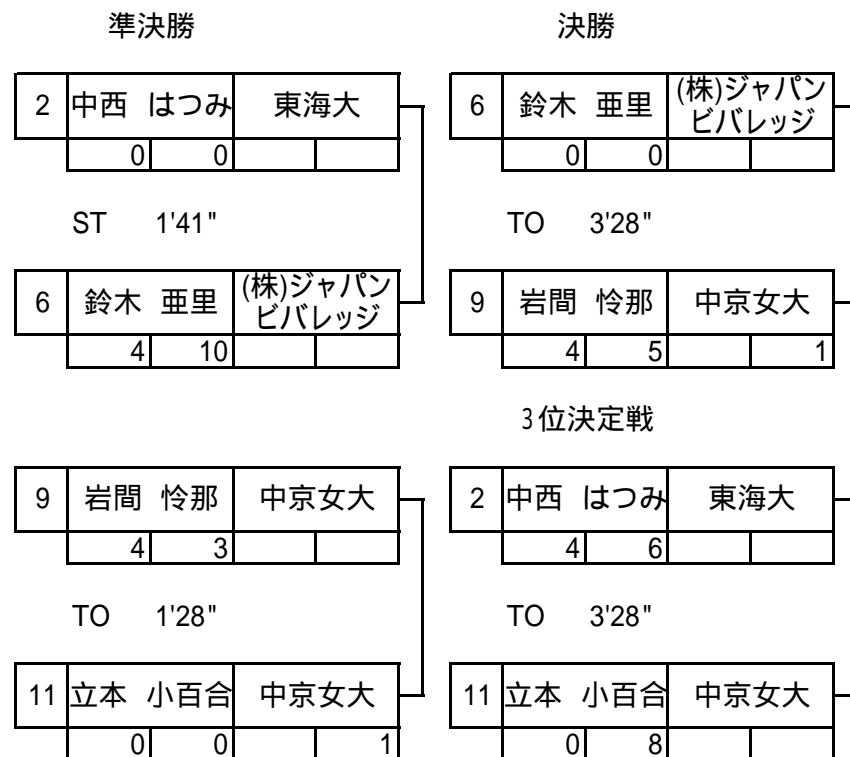 準決勝
2 中西 はつみ 東海大
0 0
ST 1'41"
6 鈴木 亜里 (株)ジャパン
ビバレッジ
4 10
9 岩間 怜那 中京女大
4 3
TO 1'28"
11 立本 小百合 中京女大
0 0 1
決勝
6 鈴木 亜里 (株)ジャパン
ビバレッジ
0 0
TO 3'28"
9 岩間 怜那 中京女大
4 5 1
3位決定戦
2 中西 はつみ 東海大
4 6
TO 3'28"
11 立本 小百合 中京女大
0 8